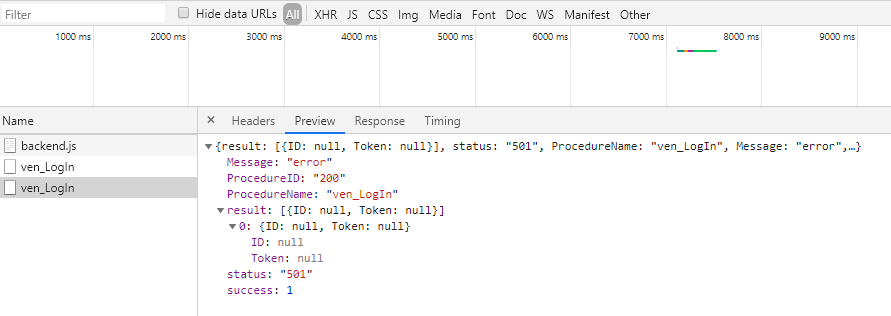 Filter Hide data URLs All XHR JS CSS Img Media Font Doc WS Manifest Other
1000 ms 2000 ms 3000 ms 4000 ms 5000 ms 6000 ms 7000 ms 8000 ms 9000 ms
Name × Headers Preview Response Timing
backend.js
ven_LogIn
ven_LogIn
▼{result: [{ID: null, Token: null}], status: "501", ProcedureName: "ven_LogIn", Message: "error",…}
Message: "error"
ProcedureID: "200"
ProcedureName: "ven_LogIn"
▼result: [{ID: null, Token: null}]
▼0: {ID: null, Token: null}
ID: null
Token: null
status: "501"
success: 1